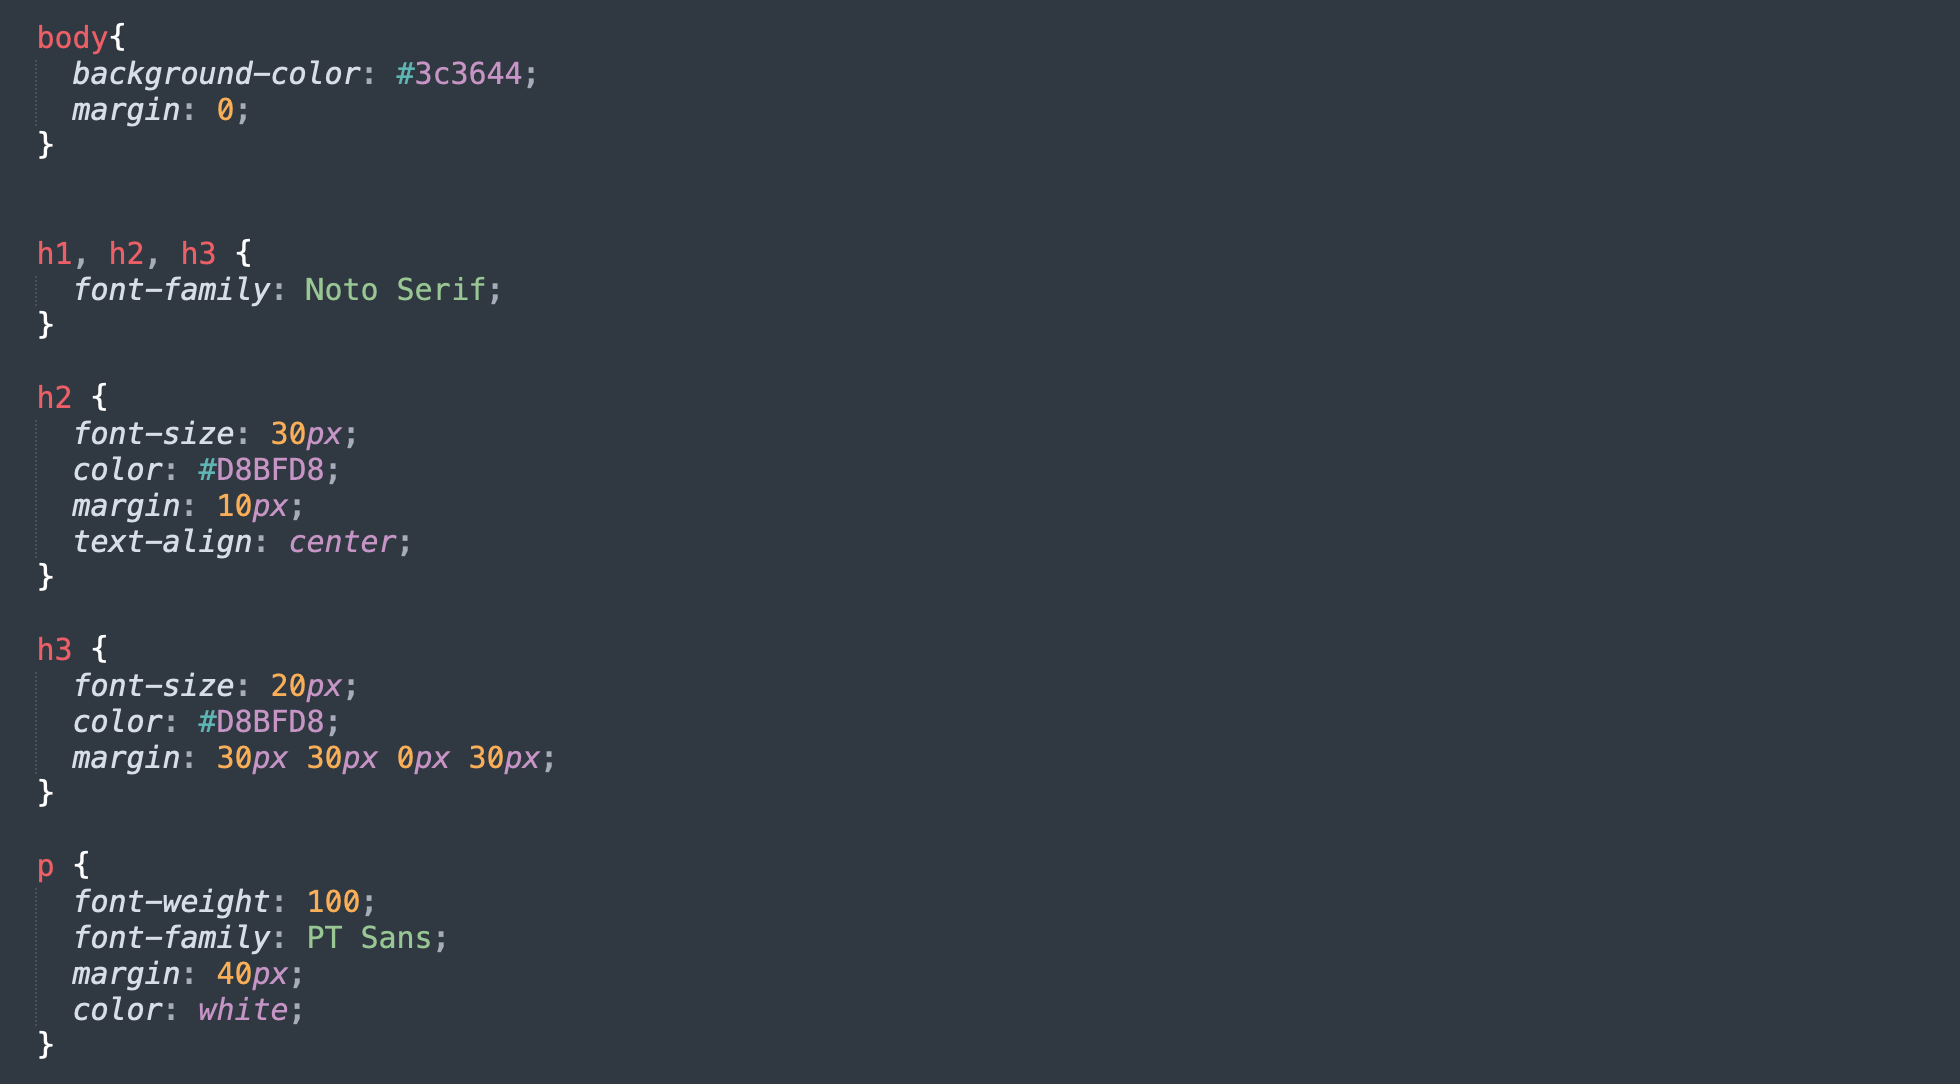 body{
background-color: #3c3644;
margin: 0;
}
h1, h2, h3 {
font-family: Noto Serif;
}
h2 {
font-size: 30px;
color: #D8BFD8;
margin: 10px;
text-align: center;
}
h3 {
font-size: 20px;
color: #D8BFD8;
margin: 30px 30px 0px 30px;
}
p {
font-weight: 100;
font-family: PT Sans;
margin: 40px;
color: white;
}